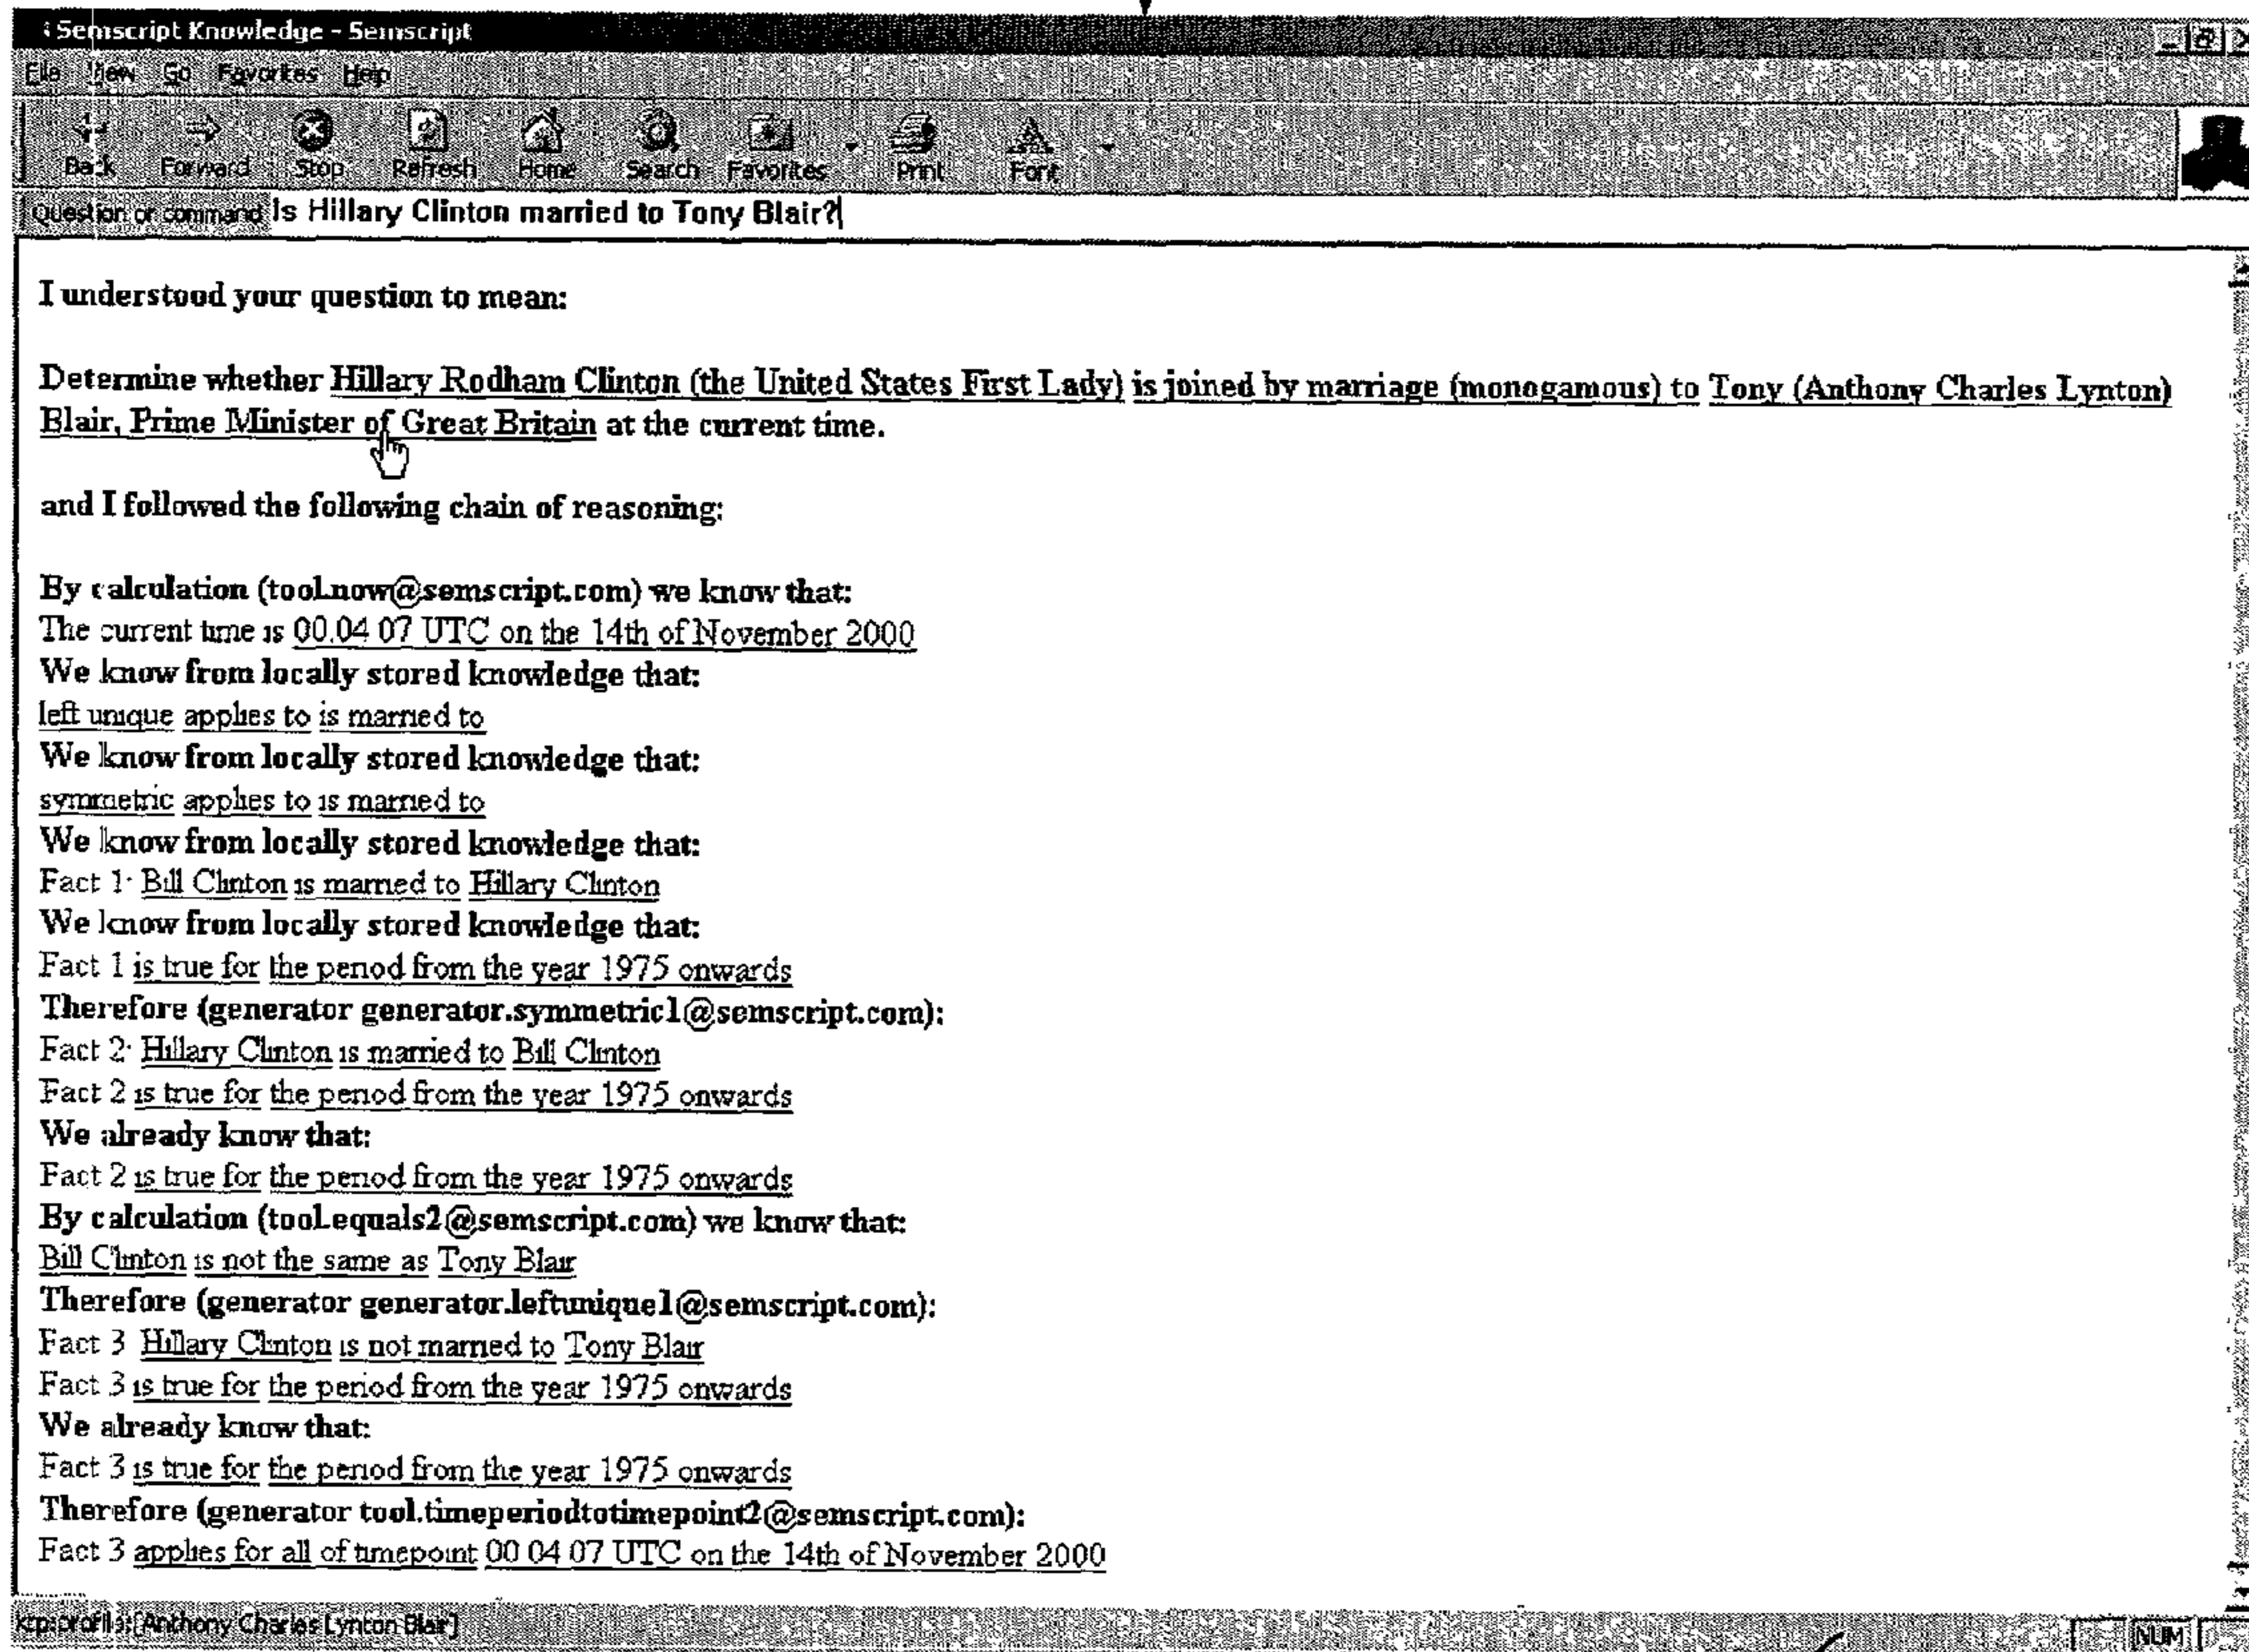 Semscript Knowledge - Semscript
File View Go Favorites Help
Back Forward Stop Refresh Home Search Favorites Print Font
Question or command Is Hillary Clinton married to Tony Blair?
I understood your question to mean:
Determine whether Hillary Rodham Clinton (the United States First Lady) is joined by marriage (monogamous) to Tony (Anthony Charles Lynton)
Blair, Prime Minister of Great Britain at the current time.
and I followed the following chain of reasoning:
By calculation (tool.now@semscript.com) we know that:
The current time is 00.04 07 UTC on the 14th of November 2000
We know from locally stored knowledge that:
left unique applies to is married to
We know from locally stored knowledge that:
symmetric applies to is married to
We know from locally stored knowledge that:
Fact 1: Bill Clinton is married to Hillary Clinton
We know from locally stored knowledge that:
Fact 1 is true for the period from the year 1975 onwards
Therefore (generator generator.symmetric1@semscript.com):
Fact 2: Hillary Clinton is married to Bill Clinton
Fact 2 is true for the period from the year 1975 onwards
We already know that:
Fact 2 is true for the period from the year 1975 onwards
By calculation (tool.equals2@semscript.com) we know that:
Bill Clinton is not the same as Tony Blair
Therefore (generator generator.leftunique1@semscript.com):
Fact 3 Hillary Clinton is not married to Tony Blair
Fact 3 is true for the period from the year 1975 onwards
We already know that:
Fact 3 is true for the period from the year 1975 onwards
Therefore (generator tool.timeperiodtotimepoint2@semscript.com):
Fact 3 applies for all of timepoint 00 04 07 UTC on the 14th of November 2000
krp:profile:[Anthony Charles Lynton Blair] NUM